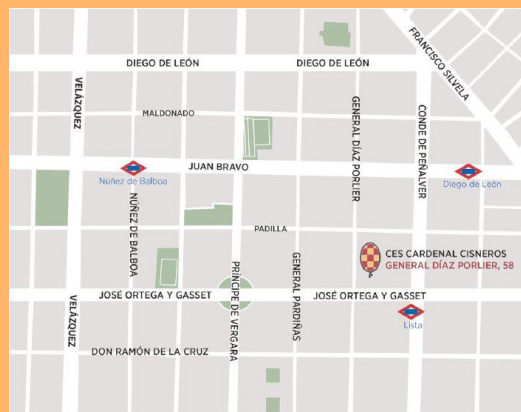 FRANCISCO SILVELA
DIEGO DE LEÓN
DIEGO DE LEÓN
VELÁZQUEZ
MALDONADO
GENERAL DÍAZ PORLIER
CONDE DE PEÑALVER
JUAN BRAVO
Núñez de Balboa
Diego de León
NÚÑEZ DE BALBOA
PADILLA
CES CARDENAL CISNEROS
GENERAL DÍAZ PORLIER, 58
PRÍNCIPE DE VERGARA
GENERAL PARDIÑAS
VELÁZQUEZ
JOSÉ ORTEGA Y GASSET
JOSÉ ORTEGA Y GASSET
Lista
DON RAMÓN DE LA CRUZ